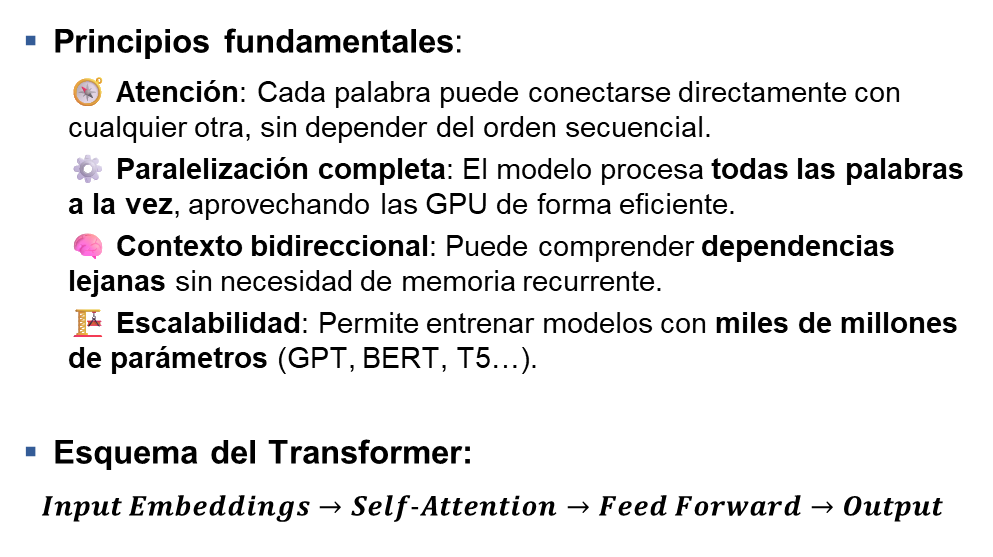 ▪ Principios fundamentales:
🧭 Atención: Cada palabra puede conectarse directamente con
cualquier otra, sin depender del orden secuencial.
⚙️ Paralelización completa: El modelo procesa todas las palabras
a la vez, aprovechando las GPU de forma eficiente.
🧠 Contexto bidireccional: Puede comprender dependencias
lejanas sin necesidad de memoria recurrente.
🏗️ Escalabilidad: Permite entrenar modelos con miles de millones
de parámetros (GPT, BERT, T5…).
▪ Esquema del Transformer:
Input Embeddings → Self-Attention → Feed Forward → Output